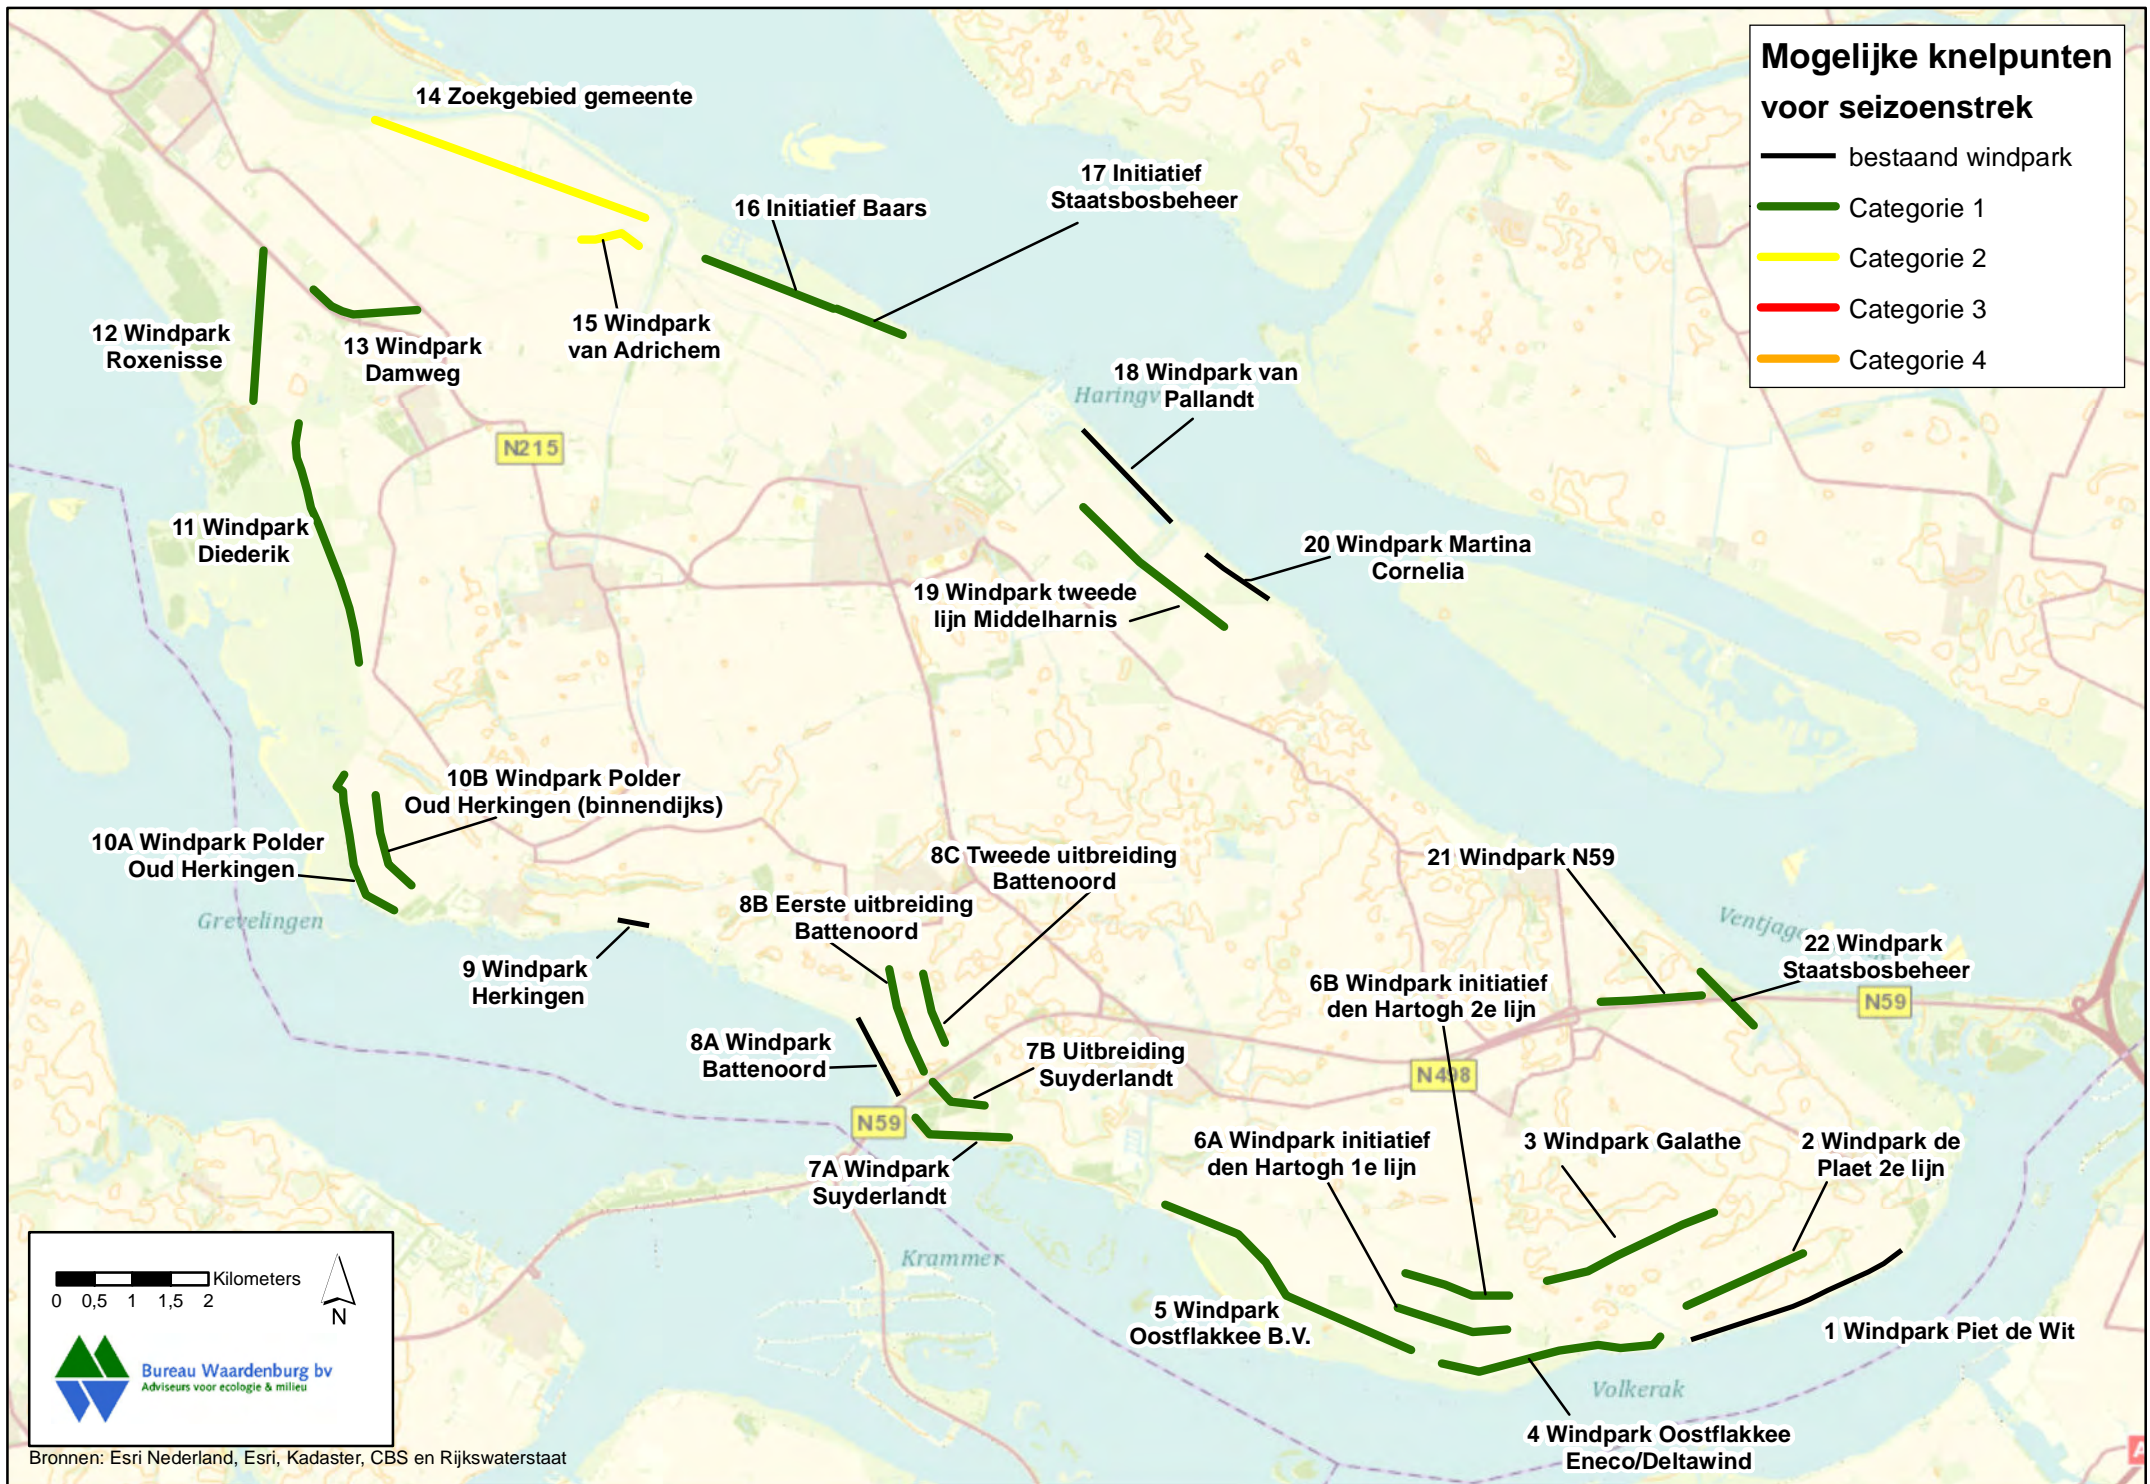 Mogelijke knelpunten
voor seizoenstrek
bestaand windpark
Categorie 1
Categorie 2
Categorie 3
Categorie 4
14 Zoekgebied gemeente
17 Initiatief
Staatsbosbeheer
16 Initiatief Baars
12 Windpark
Roxenisse
13 Windpark
Damweg
15 Windpark
van Adrichem
18 Windpark van
Pallandt
Haringv
N215
11 Windpark
Diederik
20 Windpark Martina
Cornelia
19 Windpark tweede
lijn Middelharnis
10B Windpark Polder
Oud Herkingen (binnendijks)
10A Windpark Polder
Oud Herkingen
8C Tweede uitbreiding
Battenoord
21 Windpark N59
8B Eerste uitbreiding
Battenoord
Grevelingen
Ventjag
22 Windpark
Staatsbosbeheer
9 Windpark
Herkingen
6B Windpark initiatief
den Hartogh 2e lijn
N59
8A Windpark
Battenoord
7B Uitbreiding
Suyderlandt
N498
N59
6A Windpark initiatief
den Hartogh 1e lijn
3 Windpark Galathe
2 Windpark de
Plaet 2e lijn
7A Windpark
Suyderlandt
Krammer
5 Windpark
Oostflakkee B.V.
1 Windpark Piet de Wit
Volkerak
4 Windpark Oostflakkee
Eneco/Deltawind
A
Kilometers
0 0,5 1 1,5 2
N
Bureau Waardenburg bv
Adviseurs voor ecologie & milieu
Bronnen: Esri Nederland, Esri, Kadaster, CBS en Rijkswaterstaat